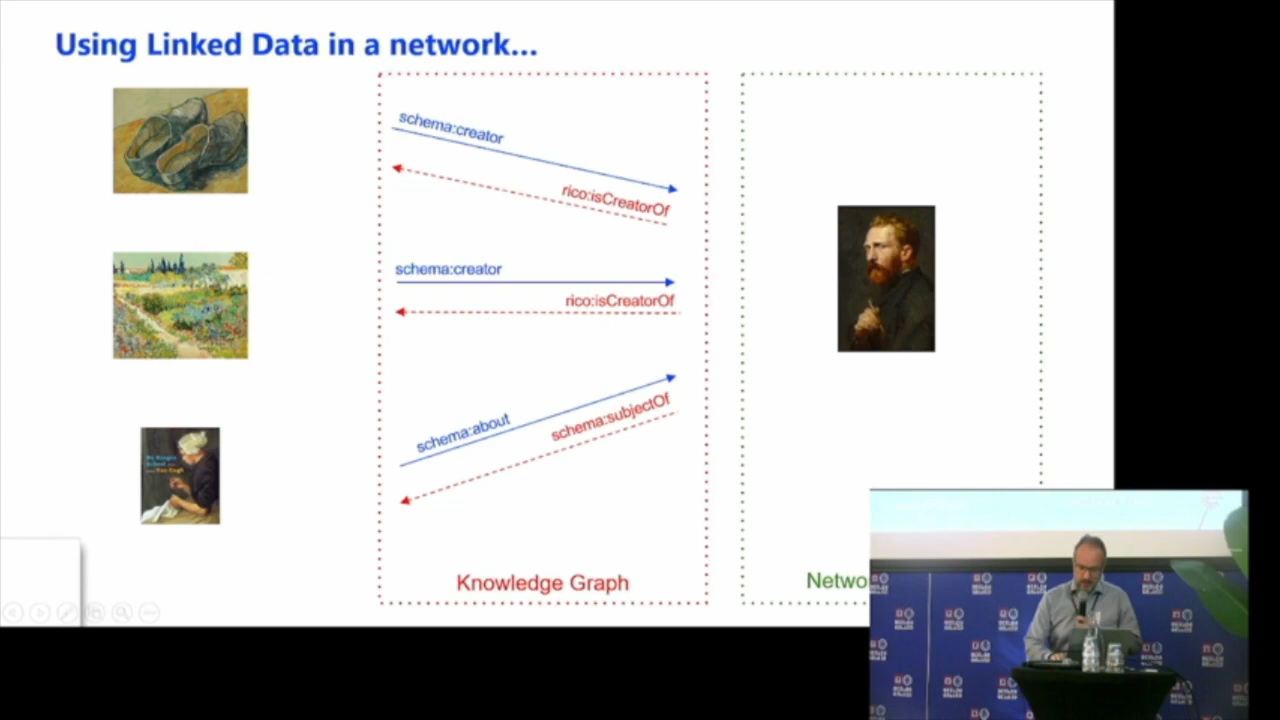 Using Linked Data in a network...
schema:creator
rico:isCreatorOf
schema:creator
rico:isCreatorOf
schema:about
schema:subjectOf
Knowledge Graph
Netwo